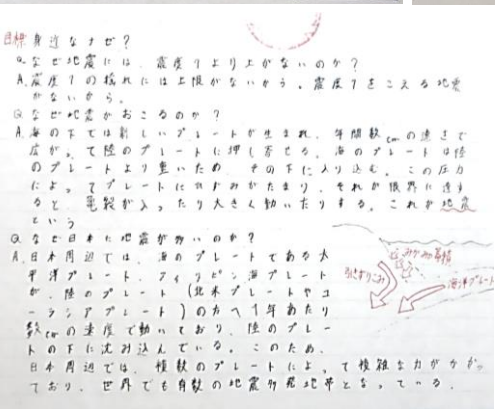 目標 身近なナゼ?
Q. なぜ地震には、震度7より上がないのか?
A. 震度7の揺れには上限がないから。震度7をこえる地震
がないから。
Q なぜ地震がおこるのか?
A. 海の下では新しいプレートが生まれ、年間数cmの速さで
広がって陸のプレートに押し寄せる。海のプレートは陸
のプレートより重いため、その下に入り込む。この圧力
によってプレートにひずみがたまり、それが限界に達す
ると、亀裂が入ったり大きく動いたりする。これが地震
という
Q なぜ日本に地震が多いのか?
A. 日本周辺では、海のプレートである太
平洋プレート、フィリピン海プレート
が、陸のプレート(北米プレートやユ
ーラシアプレート)の方へ1年あたり
数cmの速度で動いており、陸のプレー
トの下に沈み込んでいる。このため、
日本周辺では、複数のプレートによって複雑な力がかかっ
ており、世界でも有数の地震多発地帯となっている。
ひずみの蓄積
引きずりこみ
海洋プレート